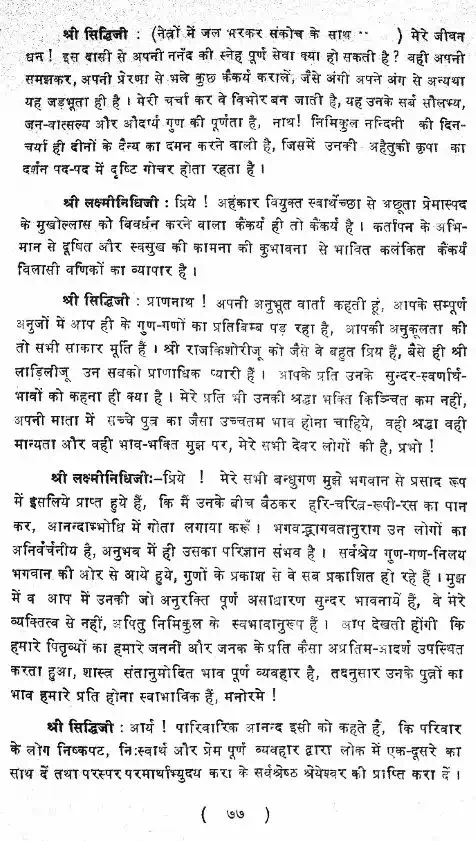 श्री सिद्धिजी : (नेत्रों में जल भरकर संकोच के साथ ·· ) मेरे जीवन
धन ! इस दासी से अपनी ननँद की स्नेह पूर्ण सेवा क्या हो सकती है ? वही अपनी
समझकर, अपनी प्रेरणा से भले कुछ कैंकर्य करालें, जैसे अंगी अपने अंग से अन्यथा
यह जड़भूता ही है । मेरी चर्चा कर वे विभोर बन जाती है, यह उनके सर्व सौलभ्य,
जन-वात्सल्य और औदार्य गुण की पूर्णता है, नाथ! निमिकुल नन्दिनी की दिन-
चर्या ही दीनों के दैन्य का दमन करने वाली है, जिसमें उनकी अहैतुकी कृपा का
दर्शन पद-पद में दृष्टि गोचर होता रहता है ।
श्री लक्ष्मीनिधिजी : प्रिये ! अहंकार वियुक्त स्वार्थेच्छा से अछूता प्रेमास्पद
के मुखोल्लास को विवर्धन करने वाला कैंकर्य ही तो कैंकर्य है । कर्तापन के अभि-
मान से दूषित और स्वसुख की कामना की कुभावना से भावित कलंकित कैंकर्य
विलासी वणिकों का व्यापार है ।
श्री सिद्धिजी : प्राणनाथ ! अपनी अनुभूत वार्ता कहती हूं, आपके सम्पूर्ण
अनुजों में आप ही के गुण-गणों का प्रतिबिम्ब पड़ रहा है, आपकी अनुकूलता की
तो सभी साकार मूर्ति हैं । श्री राजकिशोरीजू को जैसे वे बहुत प्रिय हैं, वैसे ही श्री
लाड़िलीजू उन सबको प्राणाधिक प्यारी हैं । आपके प्रति उनके सुन्दर-स्वर्णार्थ-
भावों को कहना ही क्या है । मेरे प्रति भी उनकी श्रद्धा भक्ति किञ्चित कम नहीं,
अपनी माता में सच्चे पुत्र का जैसा उच्चतम भाव होना चाहिये, वही श्रद्धा वही
मान्यता और वही भाव-भक्ति मुझ पर, मेरे सभी देवर लोगों की है, प्रभो !
श्री लक्ष्मीनिधिजीः–प्रिये ! मेरे सभी बन्धुगण मुझे भगवान से प्रसाद रूप
में इसलिये प्राप्त हुये हैं, कि मैं उनके बीच बैठकर हरि-चरित्र-रूपी-रस का पान
कर, आनन्दाम्भोधि में गोता लगाया करूँ । भगवद्भागवतानुराग उन लोगों का
अनिर्वचनीय है, अनुभव में ही उसका परिज्ञान संभव है । सर्वश्रेय गुण-गण-निलय
भगवान की ओर से आये हुये, गुणों के प्रकाश से वे सब प्रकाशित हो रहे हैं । मुझ
में व आप में उनकी जो अनुरक्ति पूर्ण असाधारण सुन्दर भावनायें हैं, वे मेरे
व्यक्तित्व से नहीं, अपितु निमिकुल के स्वभावानुरूप हैं । आप देखती होंगी कि
हमारे पितृव्यों का हमारे जननी और जनक के प्रति कैसा अप्रतिम-आदर्श उपस्थित
करता हुआ, शास्त्र संतानुमोदित भाव पूर्ण व्यवहार है, तदनुसार उनके पुत्रों का
भाव हमारे प्रति होना स्वाभाविक हैं, मनोरमे !
श्री सिद्धिजी : आर्य ! पारिवारिक आनन्द इसी को कहते हैं, कि परिवार
के लोग निष्कपट, निःस्वार्थ और प्रेम पूर्ण व्यवहार द्वारा लोक में एक-दूसरे का
साथ दें तथा परस्पर परमार्थाभ्युदय करा के सर्वश्रेष्ठ श्रेयेश्वर की प्राप्ति करा दें ।
( ७७ )